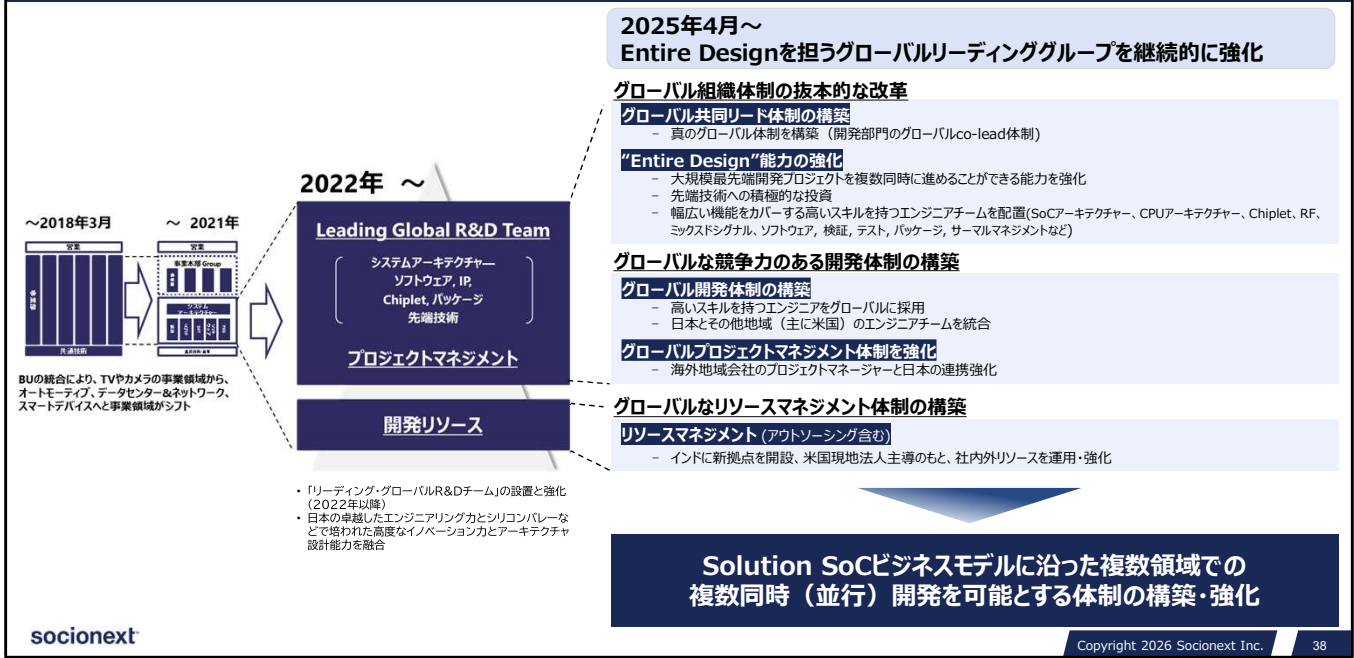 2025年4月～
Entire Designを担うグローバルリーディンググループを継続的に強化
グローバル組織体制の抜本的な改革
グローバル共同リード体制の構築
− 真のグローバル体制を構築（開発部門のグローバルco-lead体制)
“Entire Design”能力の強化
− 大規模最先端開発プロジェクトを複数同時に進めることができる能力を強化
− 先端技術への積極的な投資
− 幅広い機能をカバーする高いスキルを持つエンジニアチームを配置(SoCアーキテクチャー、CPUアーキテクチャー、Chiplet、RF、
ミックスドシグナル、ソフトウェア, 検証, テスト, パッケージ, サーマルマネジメントなど)
グローバルな競争力のある開発体制の構築
グローバル開発体制の構築
− 高いスキルを持つエンジニアをグローバルに採用
− 日本とその他地域（主に米国）のエンジニアチームを統合
グローバルプロジェクトマネジメント体制を強化
− 海外地域会社のプロジェクトマネージャーと日本の連携強化
グローバルなリソースマネジメント体制の構築
リソースマネジメント (アウトソーシング含む)
− インドに新拠点を開設、米国現地法人主導のもと、社内外リソースを運用・強化
Solution SoCビジネスモデルに沿った複数領域での
複数同時（並行）開発を可能とする体制の構築・強化
～2018年3月
営業
事業部
共通技術
～ 2021年
営業
事業本部 Group
システム
アーキテクチャー
BUの統合により、TVやカメラの事業領域から、
オートモーティブ、データセンター&ネットワーク、
スマートデバイスへと事業領域がシフト
2022年 ～
Leading Global R&D Team
システムアーキテクチャー
ソフトウェア, IP,
Chiplet, パッケージ
先端技術
プロジェクトマネジメント
開発リソース
• 「リーディング・グローバルR&Dチーム」の設置と強化
（2022年以降）
• 日本の卓越したエンジニアリング力とシリコンバレーな
どで培われた高度なイノベーション力とアーキテクチャ
設計能力を融合
socionext
Copyright 2026 Socionext Inc.
38